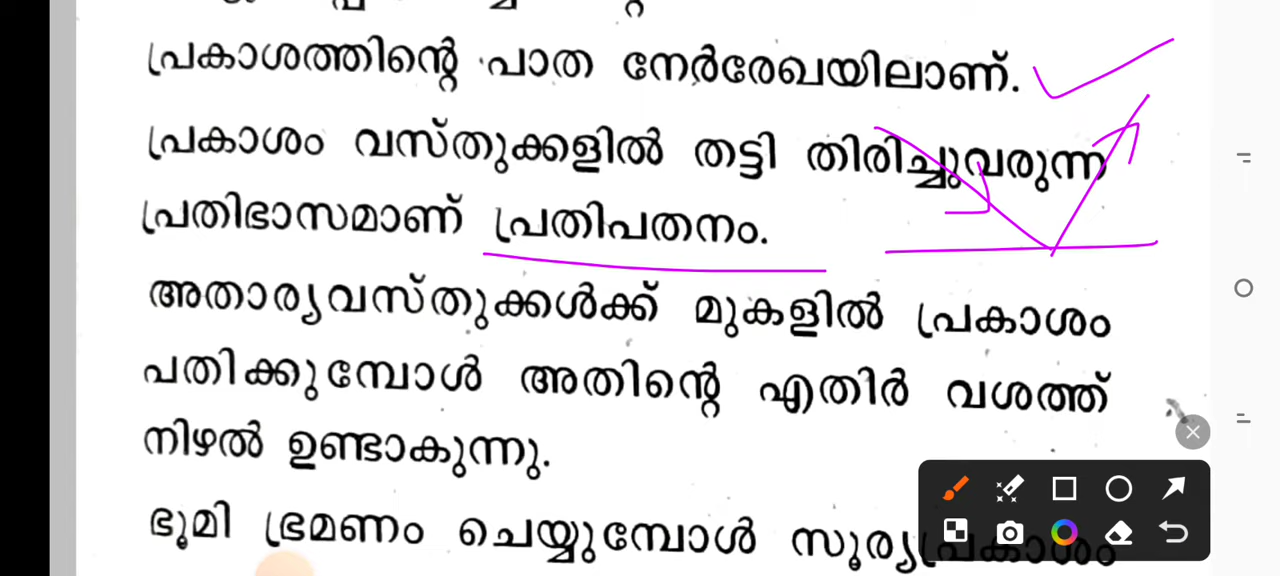 പ്രകാശത്തിന്റെ പാത നേർരേഖയിലാണ്.
പ്രകാശം വസ്തുക്കളിൽ തട്ടി തിരിച്ചുവരുന്ന
പ്രതിഭാസമാണ് പ്രതിപതനം.
അതാര്യവസ്തുക്കൾക്ക് മുകളിൽ പ്രകാശം
പതിക്കുമ്പോൾ അതിന്റെ എതിർ വശത്ത്
നിഴൽ ഉണ്ടാകുന്നു.
ഭൂമി ഭ്രമണം ചെയ്യുമ്പോൾ സൂര്യപ്രകാശം